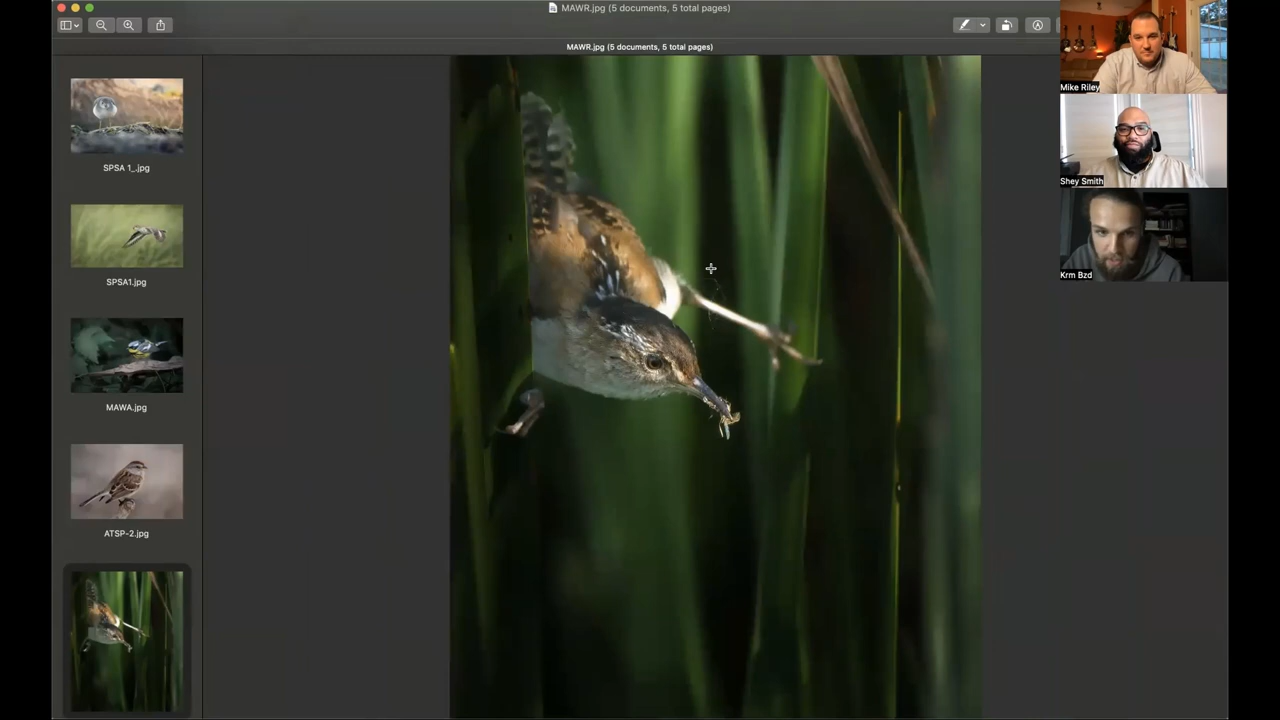 MAWR.jpg (5 documents, 5 total pages)
MAWR.jpg (5 documents, 5 total pages)
SPSA 1_.jpg
SPSA1.jpg
MAWA.jpg
ATSP-2.jpg
Mike Riley
Shey Smith
Krm Bzd